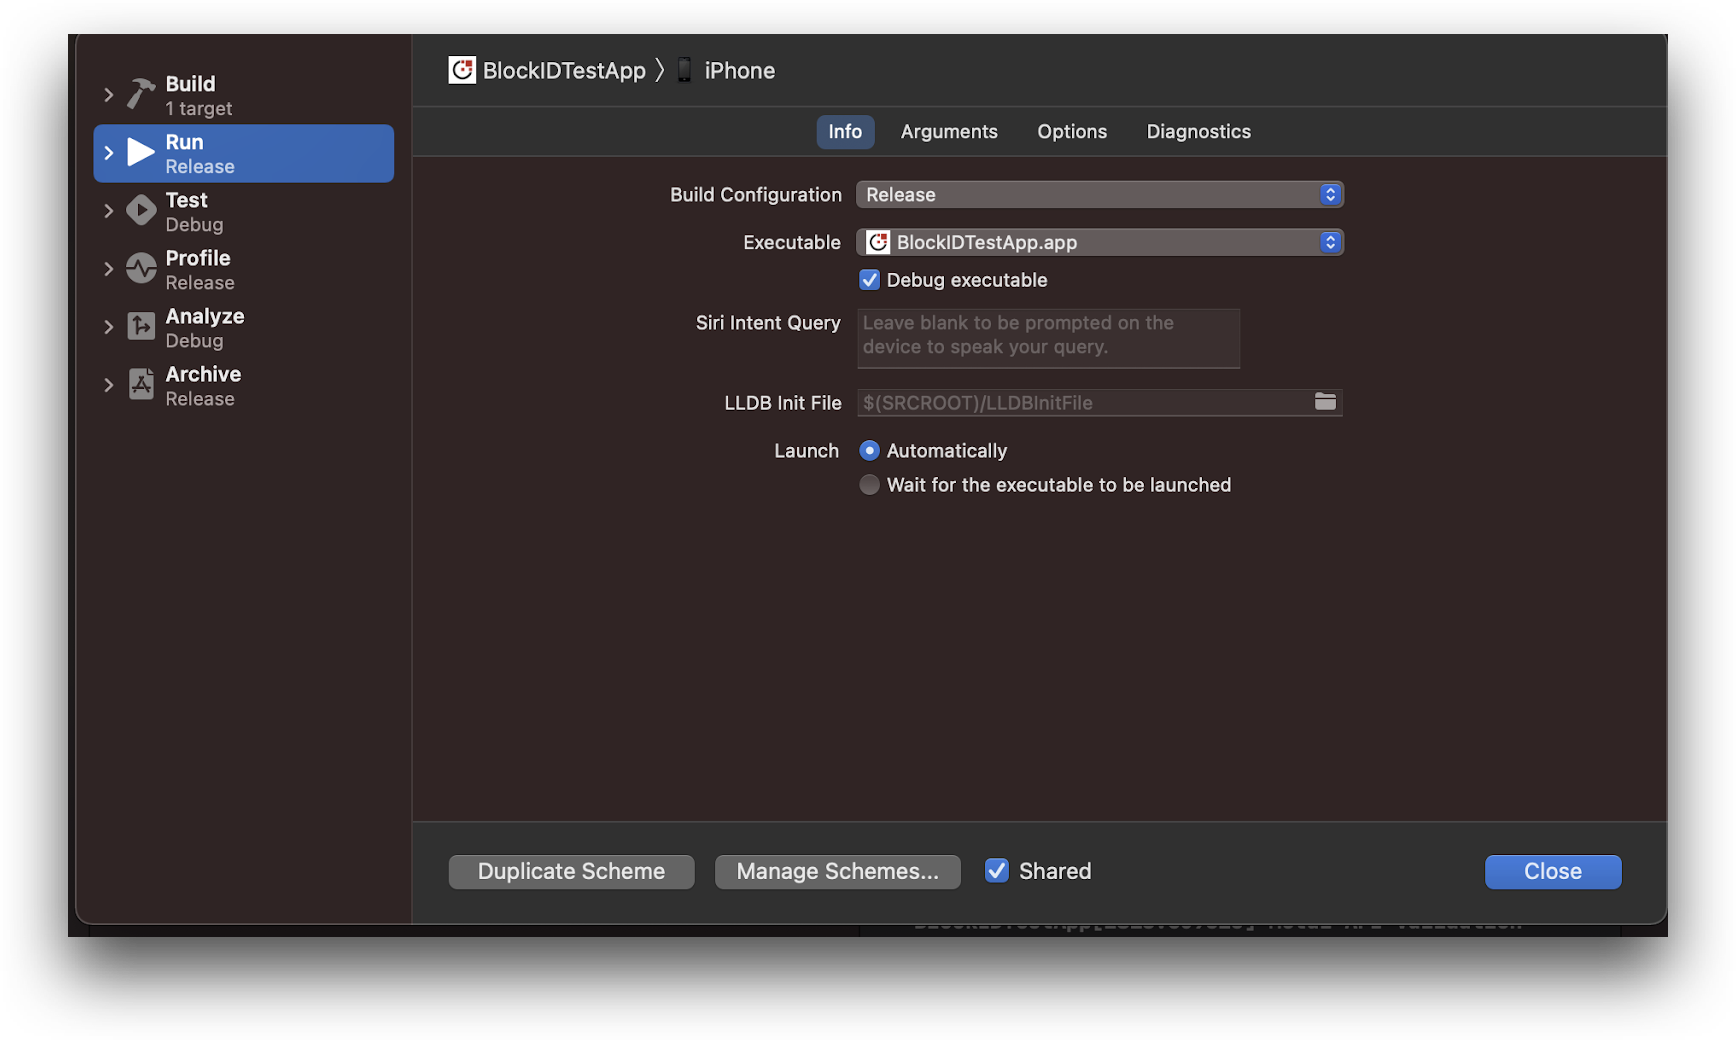 Build
1 target
Run
Release
Test
Debug
Profile
Release
Analyze
Debug
Archive
Release
BlockIDTestApp 〉 iPhone
Info Arguments Options Diagnostics
Build Configuration Release
Executable BlockIDTestApp.app
Debug executable
Siri Intent Query Leave blank to be prompted on the
device to speak your query.
LLDB Init File $(SRCROOT)/LLDBInitFile
Launch Automatically
Wait for the executable to be launched
Duplicate Scheme Manage Schemes... Shared Close